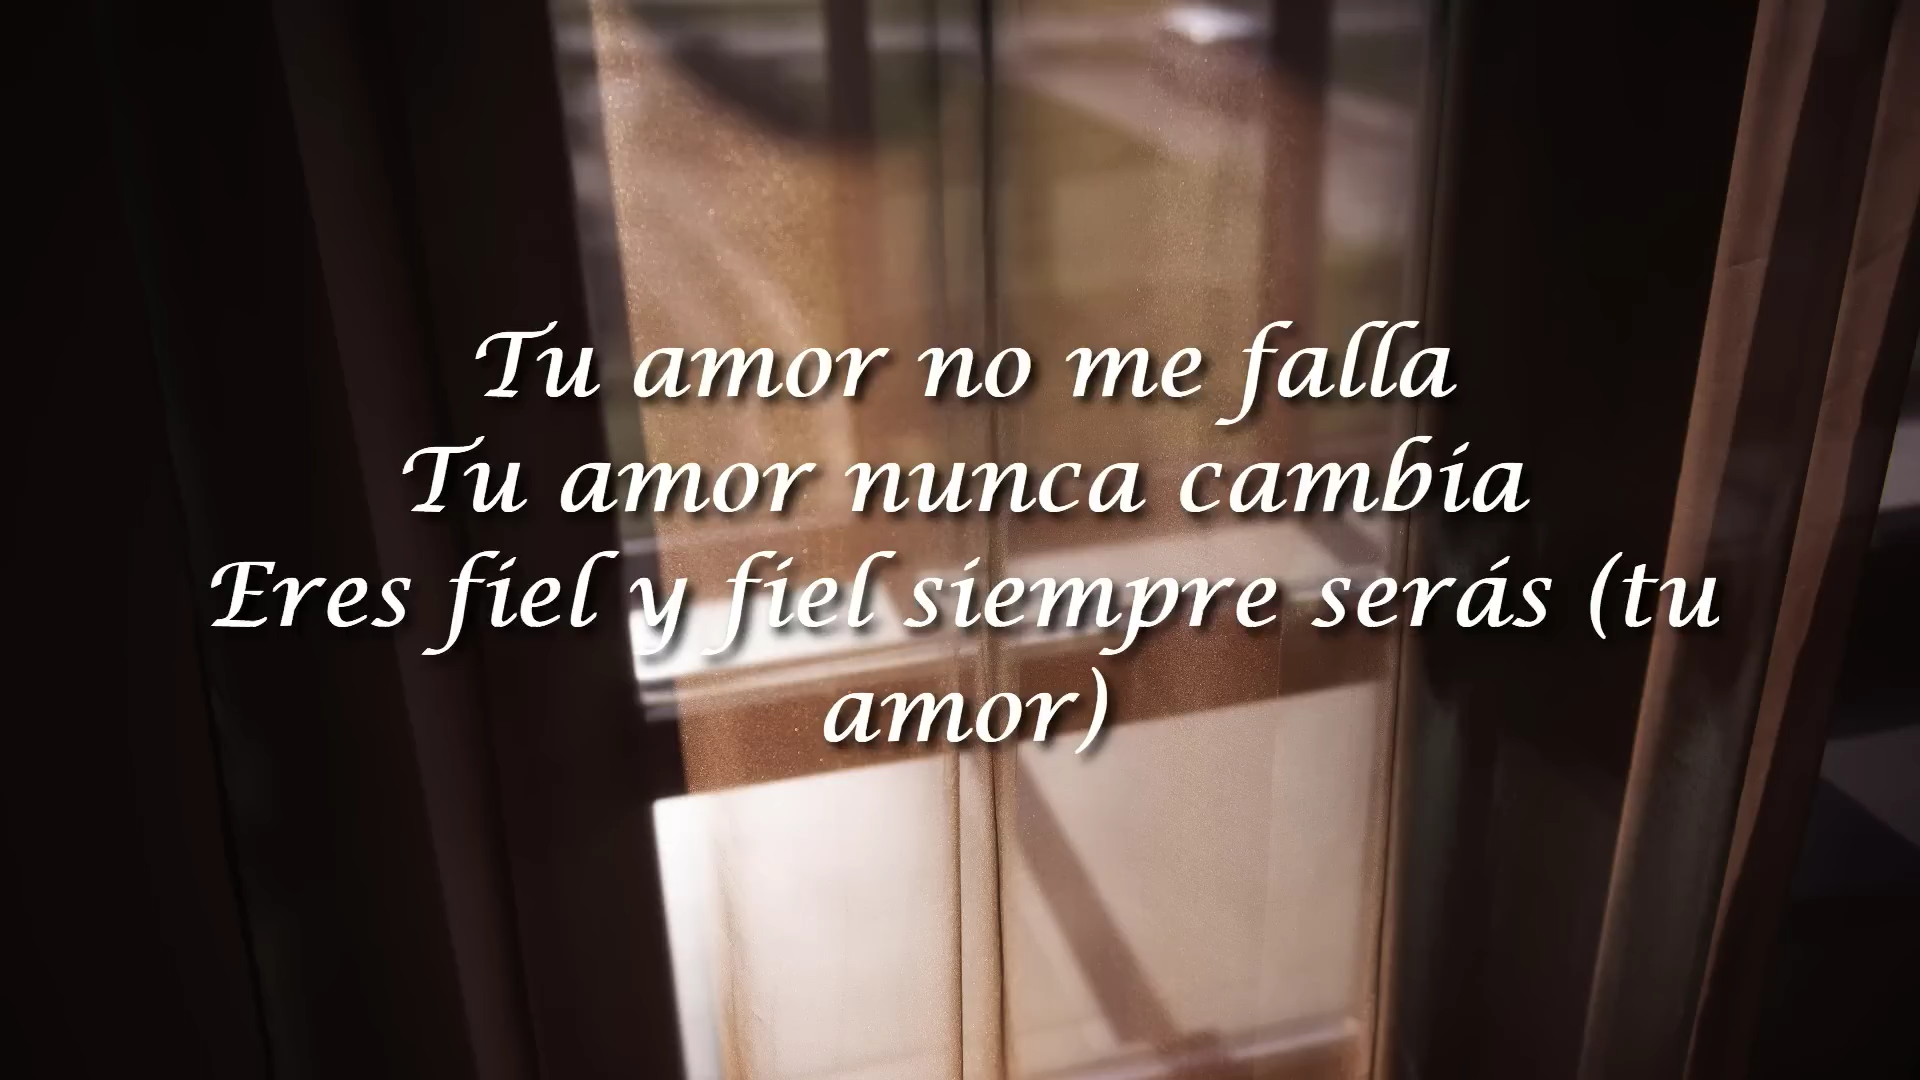 Tu amor no me falla
Tu amor nunca cambia
Eres fiel y fiel siempre serás (tu
amor)